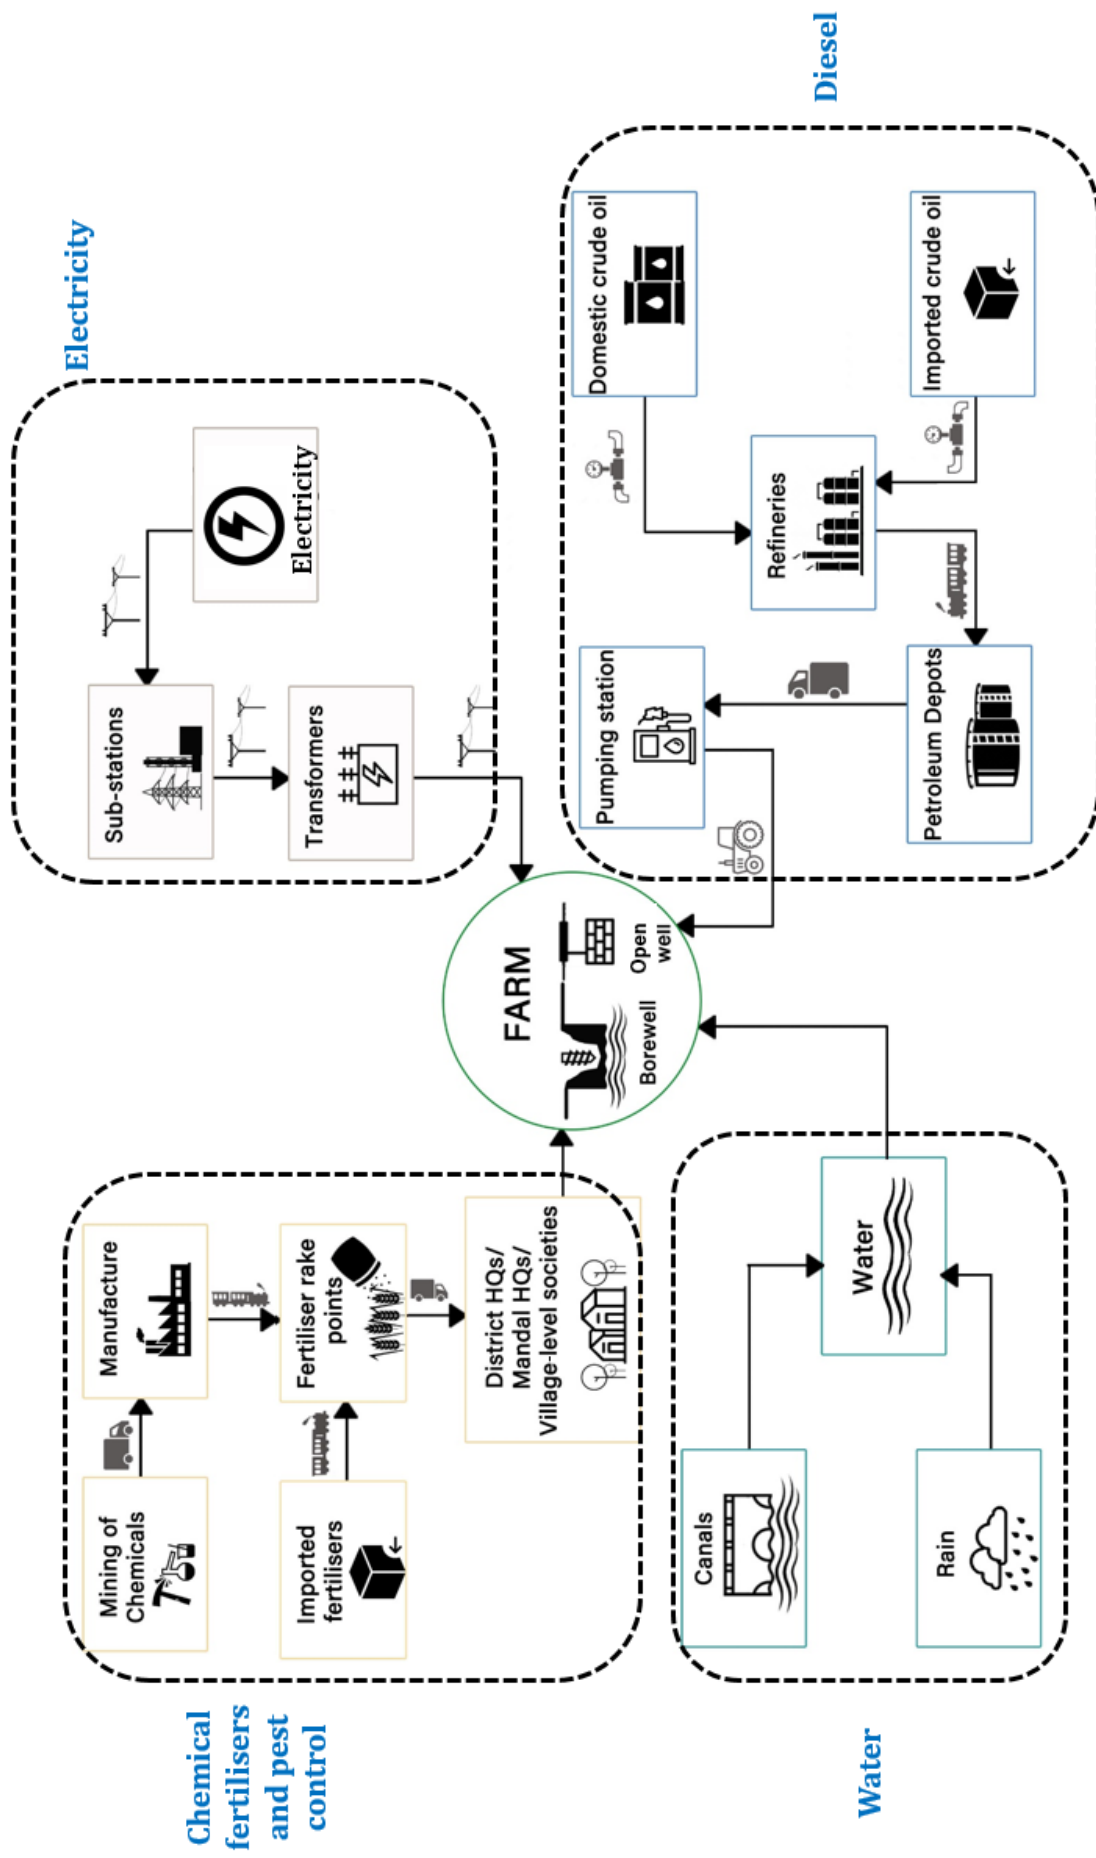 Chemical
fertilisers
and pest
control
Mining of
Chemicals
Manufacture
Imported
fertilisers
Fertiliser rake
points
District HQs/
Mandal HQs/
Village-level societies
Electricity
Sub-stations
Electricity
Transformers
FARM
Borewell
Open
well
Water
Canals
Water
Rain
Diesel
Pumping station
Domestic crude oil
Refineries
Petroleum Depots
Imported crude oil